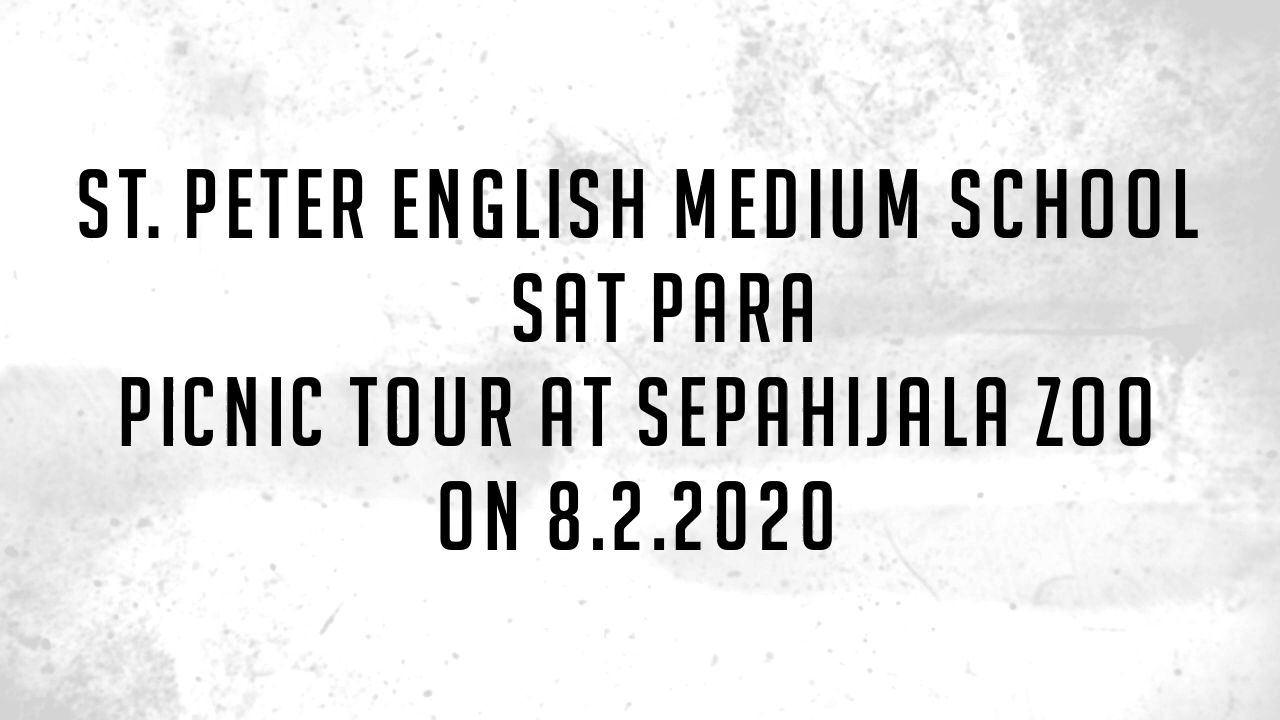 ST. PETER ENGLISH MEDIUM SCHOOL
SAT PARA
PICNIC TOUR AT SEPAHIJALA ZOO
ON 8.2.2020